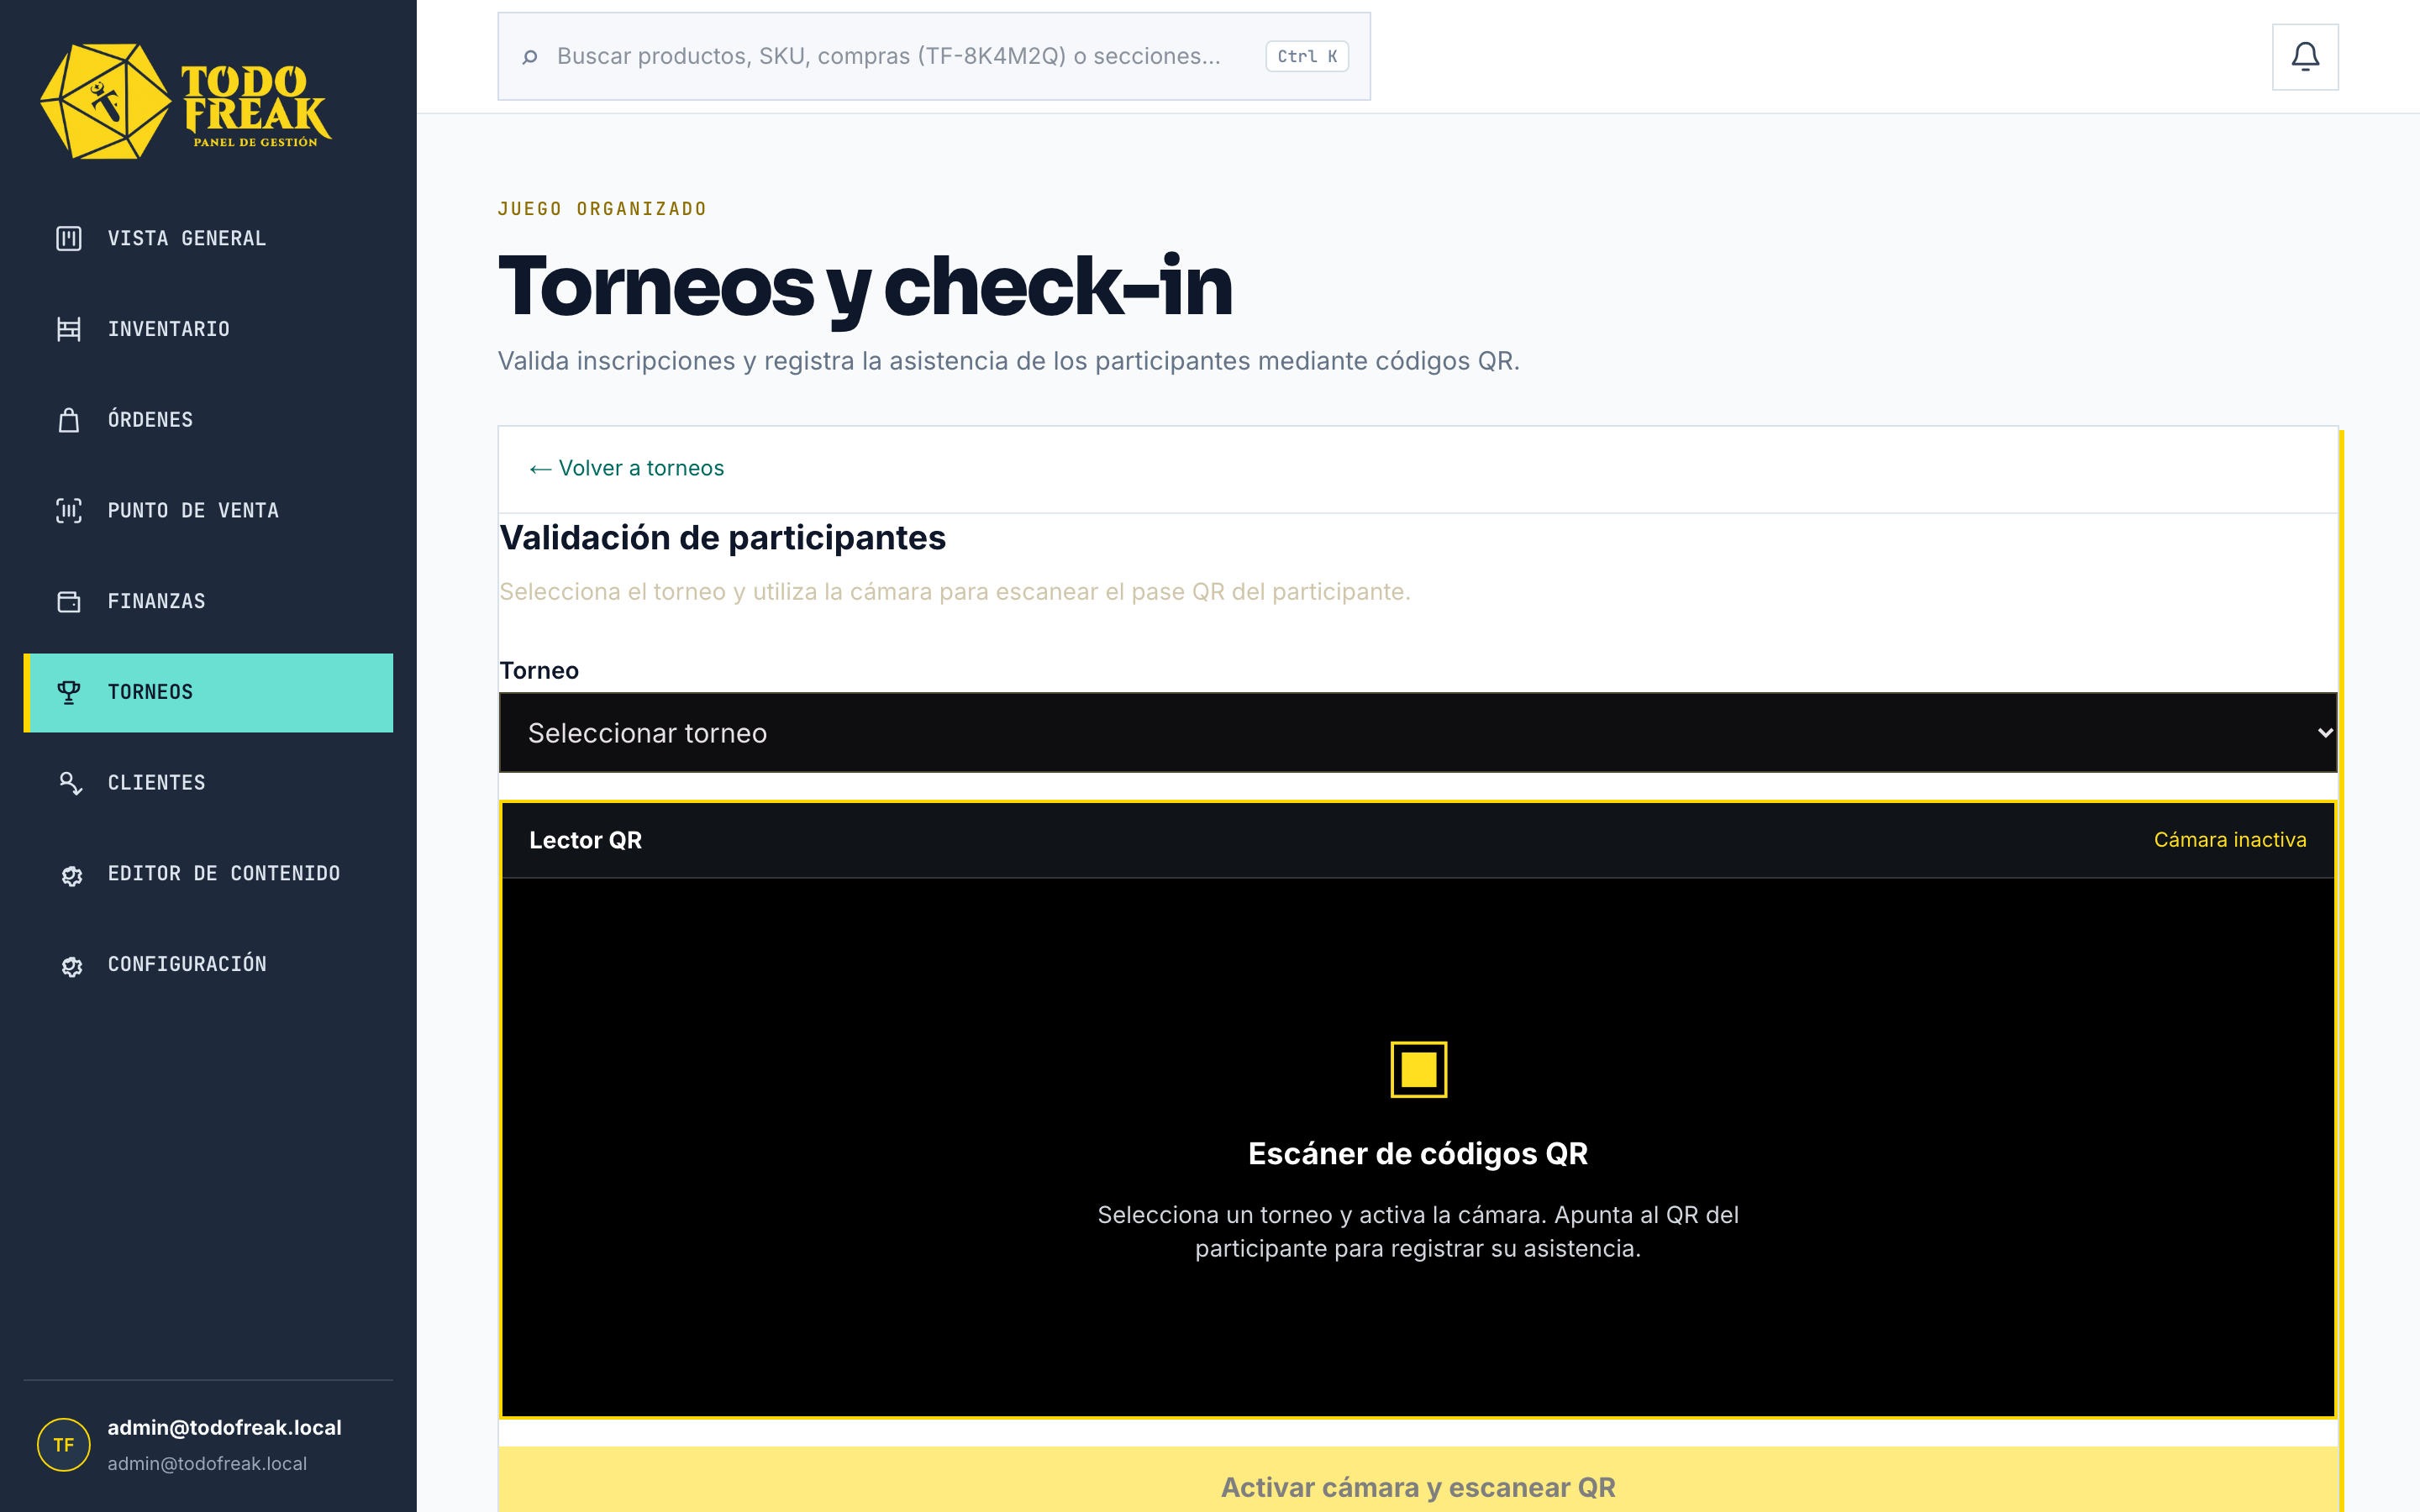 TODO
FREAK
PANEL DE GESTIÓN
VISTA GENERAL
INVENTARIO
ÓRDENES
PUNTO DE VENTA
FINANZAS
TORNEOS
CLIENTES
EDITOR DE CONTENIDO
CONFIGURACIÓN
TF
admin@todofreak.local
admin@todofreak.local
Buscar productos, SKU, compras (TF-8K4M2Q) o secciones...
Ctrl K
JUEGO ORGANIZADO
Torneos y check-in
Valida inscripciones y registra la asistencia de los participantes mediante códigos QR.
← Volver a torneos
Validación de participantes
Selecciona el torneo y utiliza la cámara para escanear el pase QR del participante.
Torneo
Seleccionar torneo
Lector QR
Cámara inactiva
Escáner de códigos QR
Selecciona un torneo y activa la cámara. Apunta al QR del
participante para registrar su asistencia.
Activar cámara y escanear QR